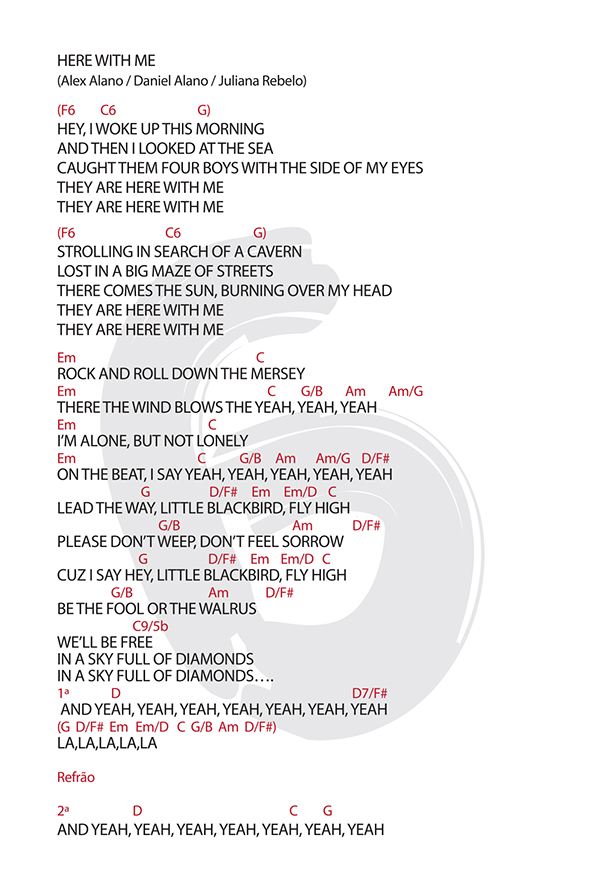 HERE WITH ME
(Alex Alano / Daniel Alano / Juliana Rebelo)
(F6 C6 G)
HEY, I WOKE UP THIS MORNING
AND THEN I LOOKED AT THE SEA
CAUGHT THEM FOUR BOYS WITH THE SIDE OF MY EYES
THEY ARE HERE WITH ME
THEY ARE HERE WITH ME
(F6 C6 G)
STROLLING IN SEARCH OF A CAVERN
LOST IN A BIG MAZE OF STREETS
THERE COMES THE SUN, BURNING OVER MY HEAD
THEY ARE HERE WITH ME
THEY ARE HERE WITH ME
Em C
ROCK AND ROLL DOWN THE MERSEY
Em C G/B Am Am/G
THERE THE WIND BLOWS THE YEAH, YEAH, YEAH
Em C
I’M ALONE, BUT NOT LONELY
Em C G/B Am Am/G D/F#
ON THE BEAT, I SAY YEAH, YEAH, YEAH, YEAH, YEAH
G D/F# Em Em/D C
LEAD THE WAY, LITTLE BLACKBIRD, FLY HIGH
G/B Am D/F#
PLEASE DON’T WEEP, DON’T FEEL SORROW
G D/F# Em Em/D C
CUZ I SAY HEY, LITTLE BLACKBIRD, FLY HIGH
G/B Am D/F#
BE THE FOOL OR THE WALRUS
C9/5b
WE’LL BE FREE
IN A SKY FULL OF DIAMONDS
IN A SKY FULL OF DIAMONDS….
1ª D D7/F#
AND YEAH, YEAH, YEAH, YEAH, YEAH, YEAH, YEAH
(G D/F# Em Em/D C G/B Am D/F#)
LA,LA,LA,LA,LA
Refrão
2ª D C G
AND YEAH, YEAH, YEAH, YEAH, YEAH, YEAH, YEAH